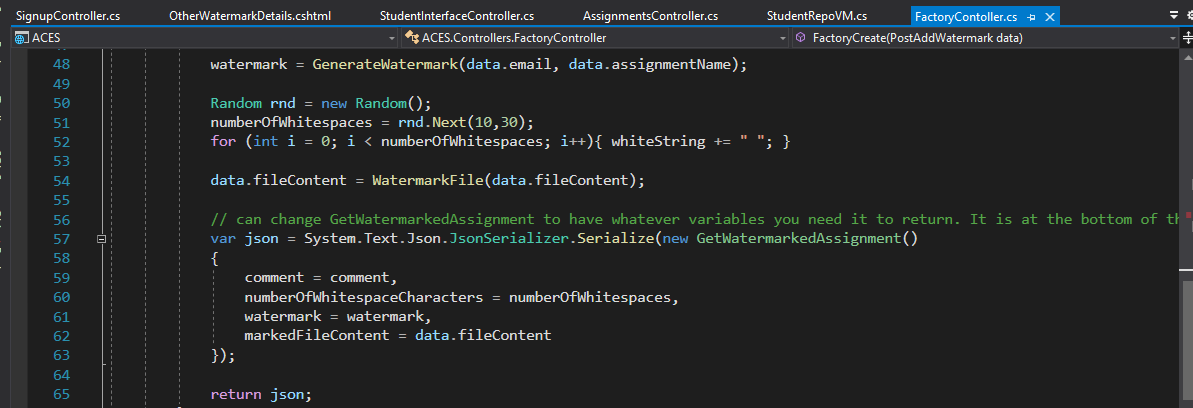 SignupController.cs OtherWatermarkDetails.cshtml StudentInterfaceController.cs AssignmentsController.cs StudentRepoVM.cs FactoryContoller.cs
ACES ACES.Controllers.FactoryController FactoryCreate(PostAddWatermark data)
48 watermark = GenerateWatermark(data.email, data.assignmentName);
49
50 Random rnd = new Random();
51 numberOfWhitespaces = rnd.Next(10,30);
52 for (int i = 0; i < numberOfWhitespaces; i++){ whiteString += " "; }
53
54 data.fileContent = WatermarkFile(data.fileContent);
55
56 // can change GetWatermarkedAssignment to have whatever variables you need it to return. It is at the bottom of th
57 var json = System.Text.Json.JsonSerializer.Serialize(new GetWatermarkedAssignment()
58 {
59 comment = comment,
60 numberOfWhitespaceCharacters = numberOfWhitespaces,
61 watermark = watermark,
62 markedFileContent = data.fileContent
63 });
64
65 return json;